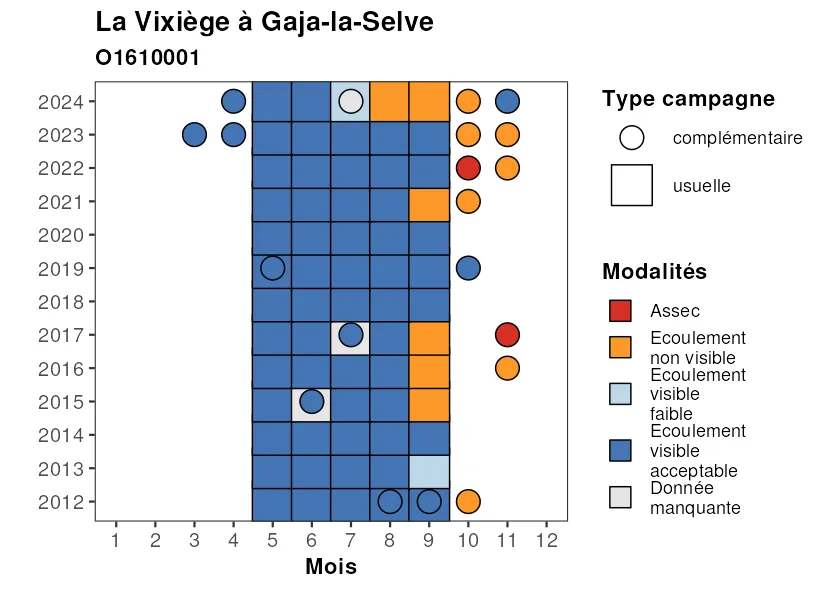 La Vixiège à Gaja-la-Selve
O1610001
2024
2023
2022
2021
2020
2019
2018
2017
2016
2015
2014
2013
2012
1 2 3 4 5 6 7 8 9 10 11 12
Mois
Type campagne
complémentaire
usuelle
Modalités
Assec
Ecoulement
non visible
Ecoulement
visible
faible
Ecoulement
visible
acceptable
Donnée
manquante